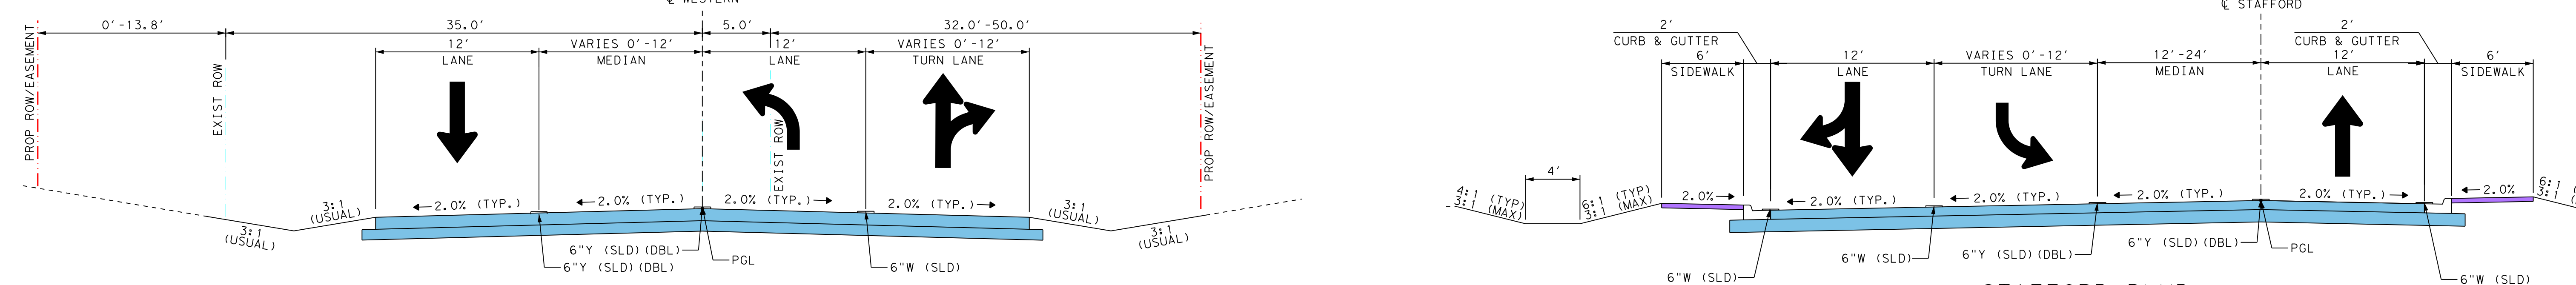 ℄ WESTERN
0'-13.8'
35.0'
5.0'
32.0'-50.0'
12'
LANE
VARIES 0'-12'
MEDIAN
12'
LANE
VARIES 0'-12'
TURN LANE
PROP ROW/EASEMENT
EXIST ROW
EXIST ROW
PROP ROW/EASEMENT
3:1
(USUAL)
3:1
(USUAL)
2.0% (TYP.)
2.0% (TYP.)
2.0% (TYP.)
2.0% (TYP.)
3:1
(USUAL)
3:1
(USUAL)
6"Y (SLD)(DBL)
6"Y (SLD)(DBL)
PGL
6"W (SLD)
℄ STAFFORD
2'
CURB & GUTTER
2'
CURB & GUTTER
6'
SIDEWALK
12'
LANE
VARIES 0'-12'
TURN LANE
12'-24'
MEDIAN
12'
LANE
6'
SIDEWALK
4'
4:1 (TYP)
3:1 (MAX)
6:1 (TYP)
3:1 (MAX)
2.0%
2.0% (TYP.)
2.0% (TYP.)
2.0% (TYP.)
2.0% (TYP.)
2.0%
6:1
3:1
6"W (SLD)
6"W (SLD)
6"Y (SLD)(DBL)
6"Y (SLD)(DBL)
PGL
6"W (SLD)